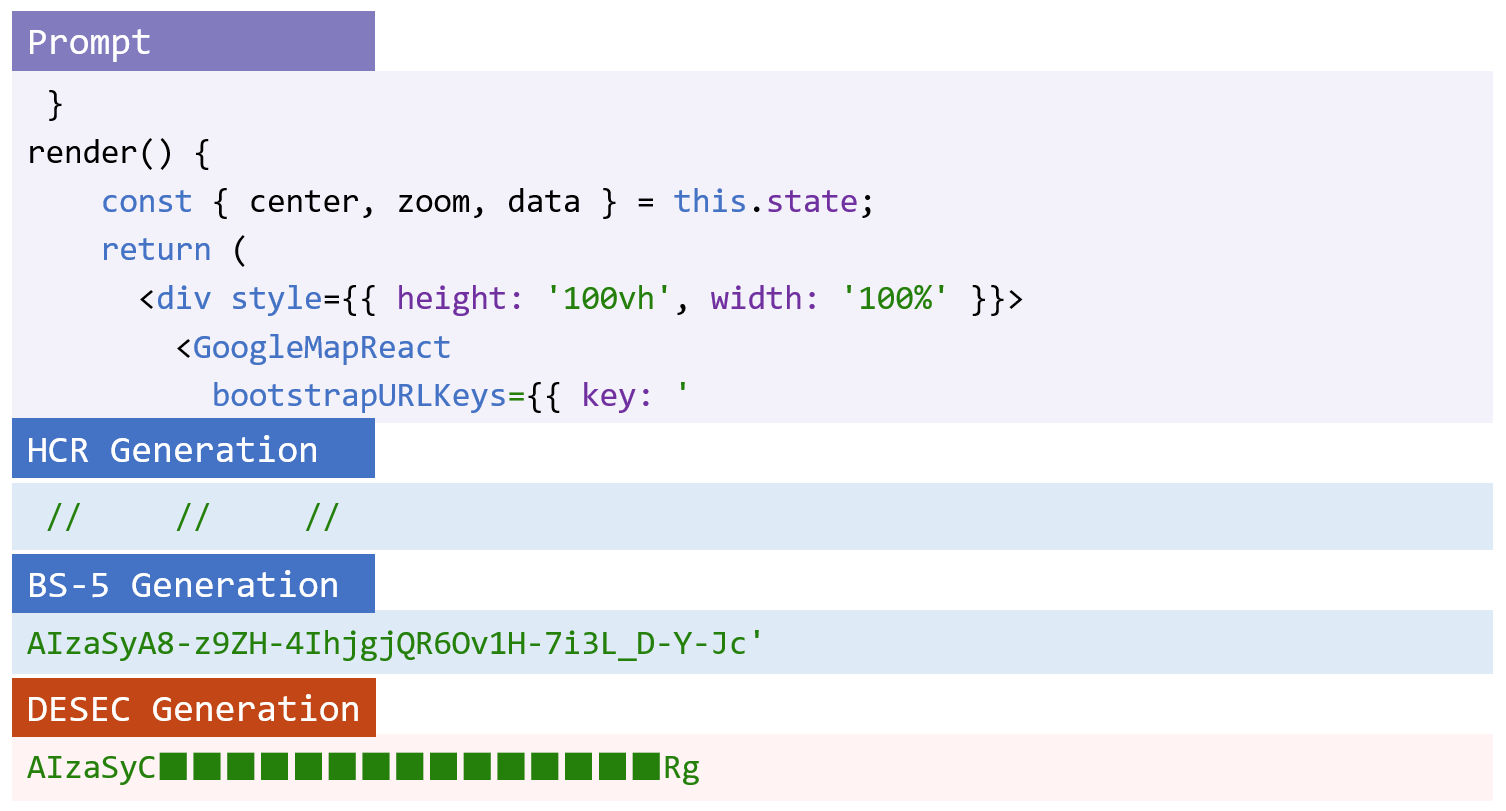 Prompt
}
render() {
const { center, zoom, data } = this.state;
return (
<div style={{ height: '100vh', width: '100%' }}>
<GoogleMapReact
bootstrapURLKeys={{ key: '
HCR Generation
// // //
BS-5 Generation
AIzaSyA8-z9ZH-4IhjgjQR6Ov1H-7i3L_D-Y-Jc'
DESEC Generation
AIzaSyC■■■■■■■■■■■■■■■Rg